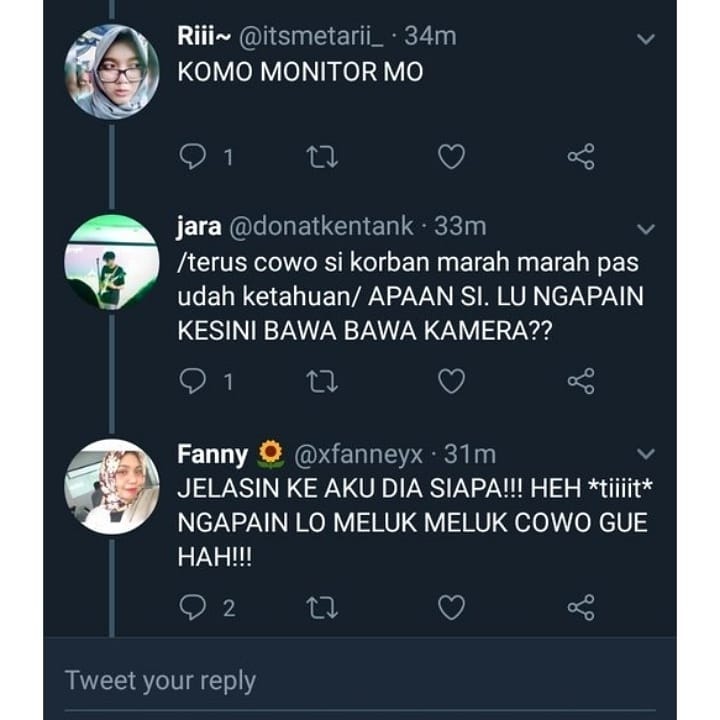 Riii~ @itsmetarii_ · 34m
KOMO MONITOR MO
1
jara @donatkentank · 33m
/terus cowo si korban marah marah pas
udah ketahuan/ APAAN SI. LU NGAPAIN
KESINI BAWA BAWA KAMERA??
1
Fanny 🌻 @xfanneyx · 31m
JELASIN KE AKU DIA SIAPA!!! HEH *tiiiit*
NGAPAIN LO MELUK MELUK COWO GUE
HAH!!!
2
Tweet your reply